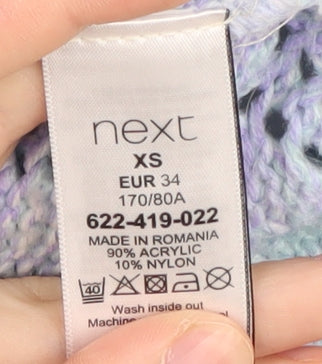 next
XS
EUR 34
170/80A
622-419-022
MADE IN ROMANIA
90% ACRYLIC
10% NYLON
40
Wash inside out